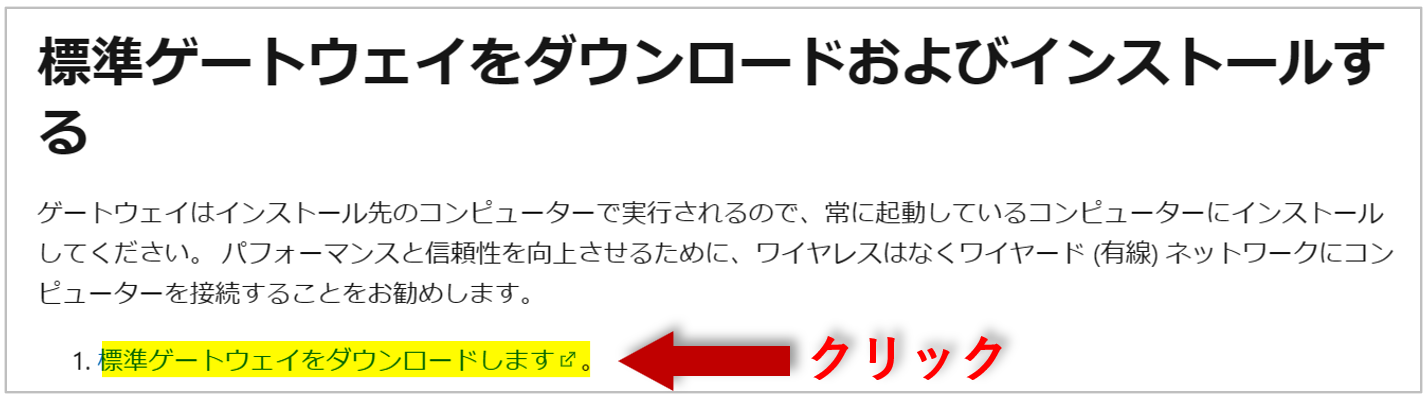 標準ゲートウェイをダウンロードおよびインストールす
る
ゲートウェイはインストール先のコンピューターで実行されるので、常に起動しているコンピューターにインストール
してください。 パフォーマンスと信頼性を向上させるために、ワイヤレスはなくワイヤード (有線) ネットワークにコン
ピューターを接続することをお勧めします。
1. 標準ゲートウェイをダウンロードします。 クリック